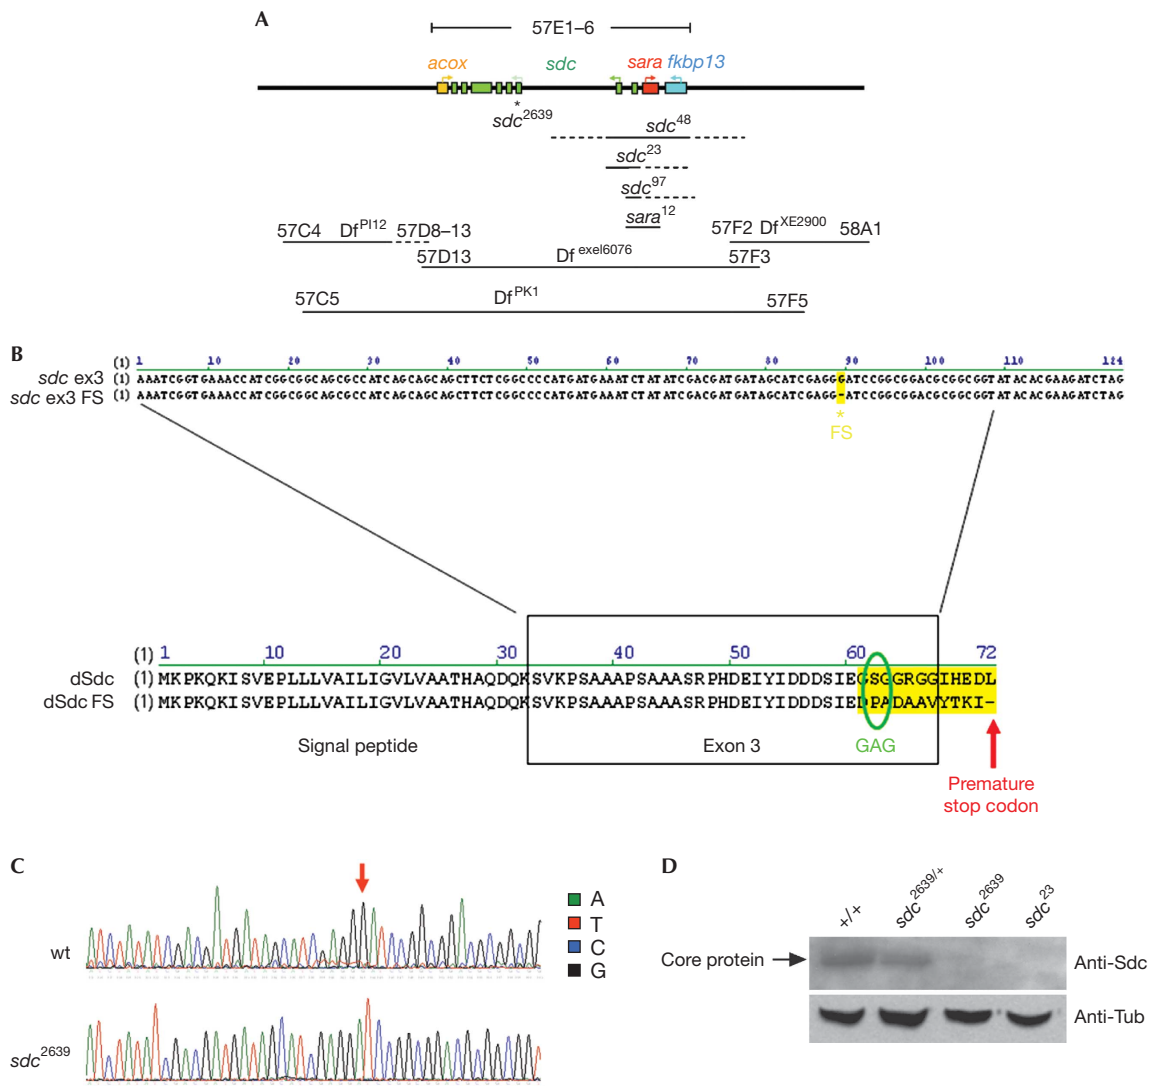 A
57E1–6
acox sdc sara fkbp13
*
sdc2639
sdc48
sdc23
sdc97
sara12
57C4 DfPl12 57D8–13 57F2 DfXE2900 58A1
57D13 Dfexel6076 57F3
57C5 DfPK1 57F5
B
(1) 1 10 20 30 40 50 60 70 80 90 100 110 124
sdc ex3 (1) AAATCGGTGAAACCATCGGCGGCAGCGCCATCAGCAGCAGCTTCTCGGCCCCATGATGAAATCTATATCGACGATGATAGCATCGAGGGATCCGGCGGACGCGGCGGTATACACGAAGATCTAG
sdc ex3 FS (1) AAATCGGTGAAACCATCGGCGGCAGCGCCATCAGCAGCAGCTTCTCGGCCCCATGATGAAATCTATATCGACGATGATAGCATCGAGG-ATCCGGCGGACGCGGCGGTATACACGAAGATCTAG
*
FS
(1) 1 10 20 30 40 50 60 72
dSdc (1) MKPKQKISVEPLLLVAILIGVLVAATHAQDQKSVKPSAAAPSAAASRPHDEIYIDDDSIEGSGGRGGIHEDL
dSdc FS (1) MKPKQKISVEPLLLVAILIGVLVAATHAQDQKSVKPSAAAPSAAASRPHDEIYIDDDSIEDPADAAVYTKI–
Signal peptide Exon 3 GAG
Premature
stop codon
C
wt
sdc2639
A
T
C
G
D
+/+ sdc2639/+ sdc2639 sdc23
Core protein Anti-Sdc
Anti-Tub